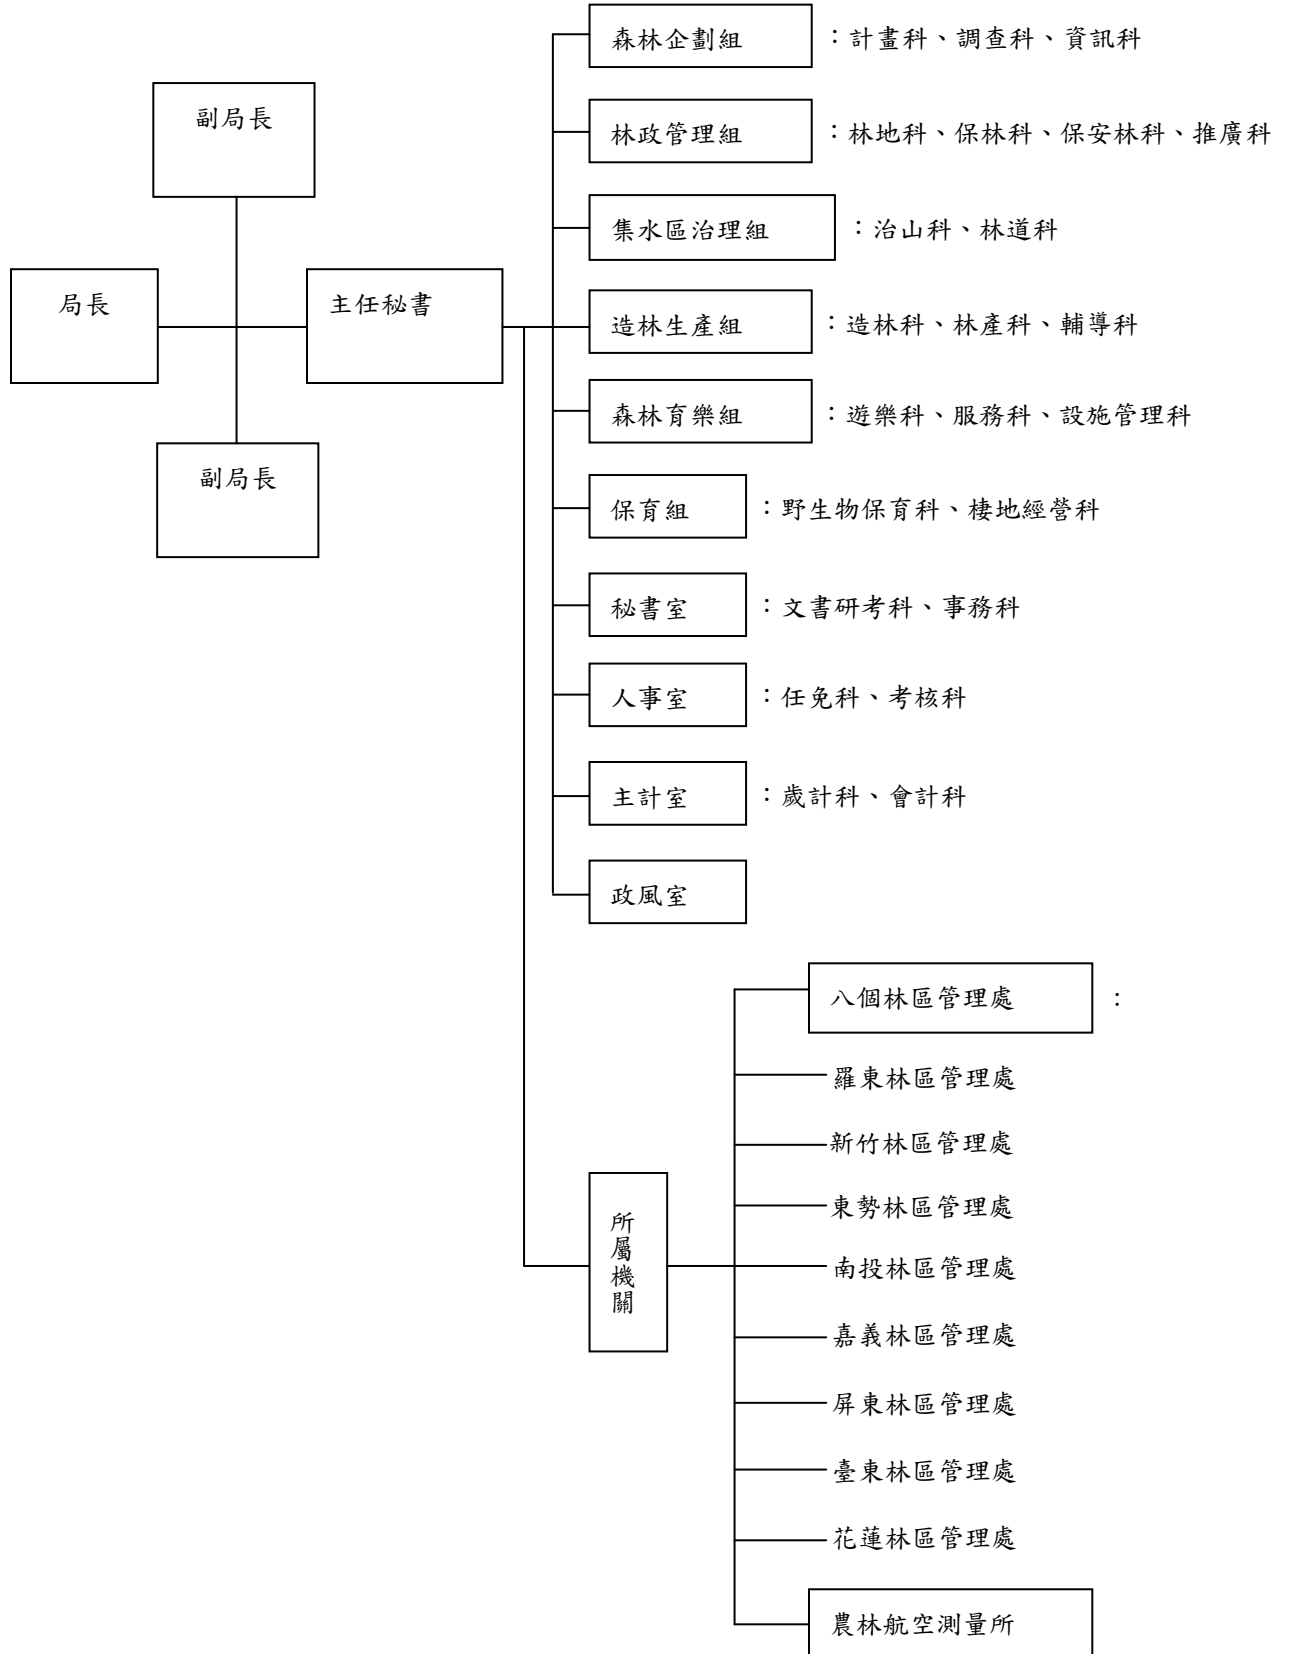 森林企劃組：計畫科、調查科、資訊科
副局長
林政管理組：林地科、保林科、保安林科、推廣科
集水區治理組：治山科、林道科
局長
主任秘書
造林生產組：造林科、林產科、輔導科
森林育樂組：遊樂科、服務科、設施管理科
副局長
保育組：野生物保育科、棲地經營科
秘書室：文書研考科、事務科
人事室：任免科、考核科
主計室：歲計科、會計科
政風室
所屬機關
八個林區管理處：
羅東林區管理處
新竹林區管理處
東勢林區管理處
南投林區管理處
嘉義林區管理處
屏東林區管理處
臺東林區管理處
花蓮林區管理處
農林航空測量所